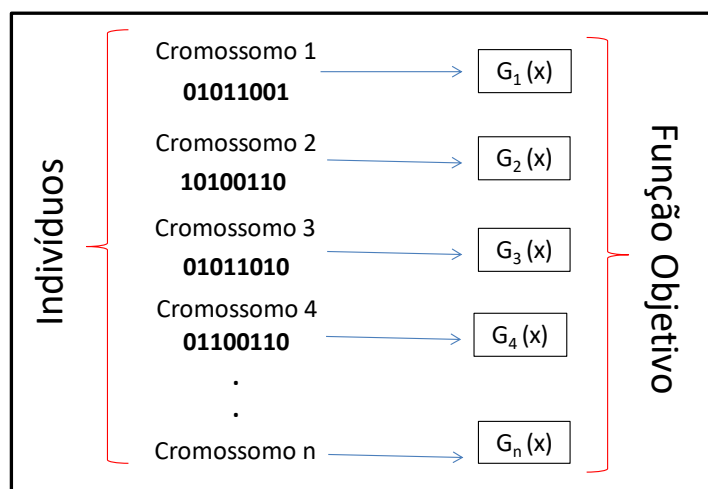 Indivíduos
Cromossomo 1
01011001
G₁ (x)
Cromossomo 2
10100110
G₂ (x)
Cromossomo 3
01011010
G₃ (x)
Cromossomo 4
01100110
G₄ (x)
.
.
Cromossomo n
Gₙ (x)
Função Objetivo